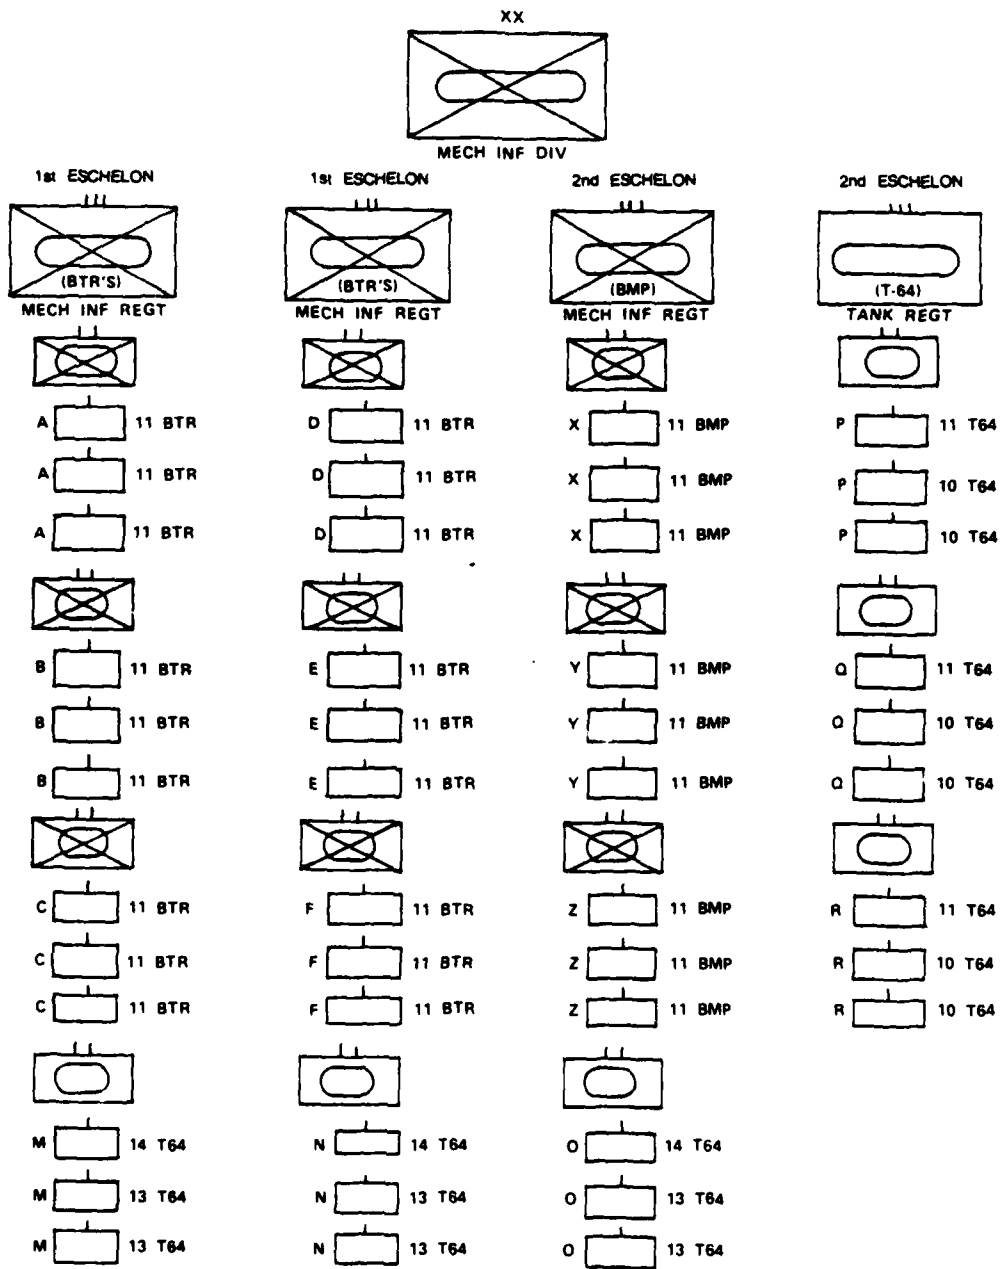 XX
MECH INF DIV
1st ESCHELON 1st ESCHELON 2nd ESCHELON 2nd ESCHELON
(BTR'S) (BTR'S) (BMP) (T-64)
MECH INF REGT MECH INF REGT MECH INF REGT TANK REGT
A 11 BTR D 11 BTR X 11 BMP P 11 T64
A 11 BTR D 11 BTR X 11 BMP P 10 T64
A 11 BTR D 11 BTR X 11 BMP P 10 T64
B 11 BTR E 11 BTR Y 11 BMP Q 11 T64
B 11 BTR E 11 BTR Y 11 BMP Q 10 T64
B 11 BTR E 11 BTR Y 11 BMP Q 10 T64
C 11 BTR F 11 BTR Z 11 BMP R 11 T64
C 11 BTR F 11 BTR Z 11 BMP R 10 T64
C 11 BTR F 11 BTR Z 11 BMP R 10 T64
M 14 T64 N 14 T64 O 14 T64
M 13 T64 N 13 T64 O 13 T64
M 13 T64 N 13 T64 O 13 T64